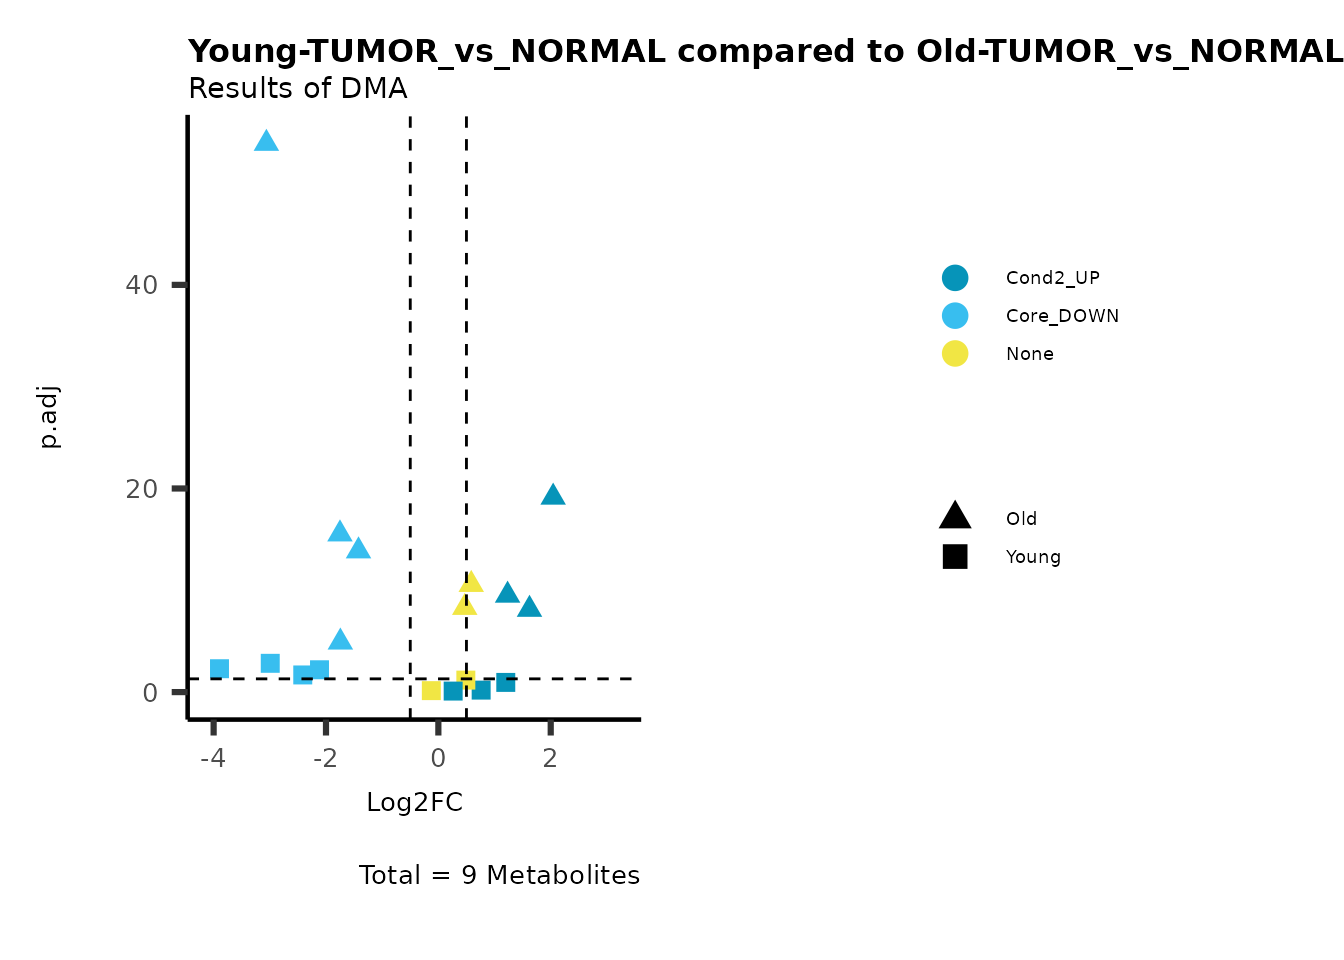 Young-TUMOR_vs_NORMAL compared to Old-TUMOR_vs_NORMAL
Results of DMA
p.adj
40
20
0
-4
-2
0
2
Log2FC
Total = 9 Metabolites
Cond2_UP
Core_DOWN
None
Old
Young